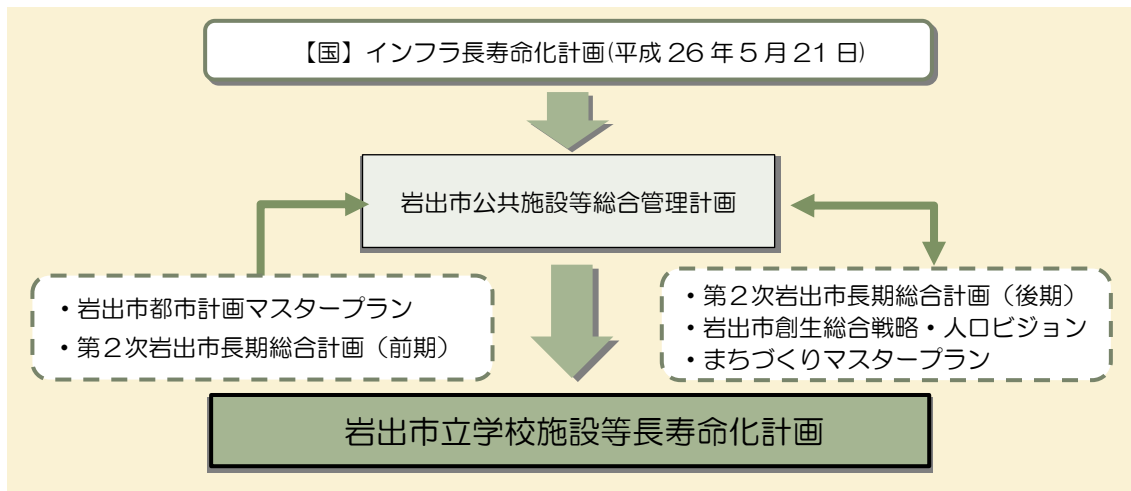 【国】インフラ長寿命化計画(平成26年5月21日)
岩出市公共施設等総合管理計画
・岩出市都市計画マスタープラン
・第2次岩出市長期総合計画（前期）
・第2次岩出市長期総合計画（後期）
・岩出市創生総合戦略・人口ビジョン
・まちづくりマスタープラン
岩出市立学校施設等長寿命化計画